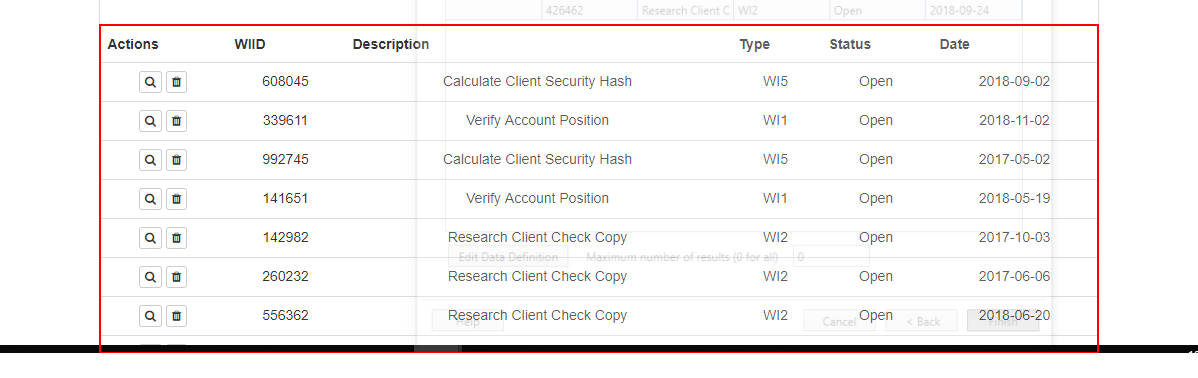 426462 Research Client C WI2 Open 2018-09-24
Actions WIID Description Type Status Date
608045 Calculate Client Security Hash WI5 Open 2018-09-02
339611 Verify Account Position WI1 Open 2018-11-02
992745 Calculate Client Security Hash WI5 Open 2017-05-02
141651 Verify Account Position WI1 Open 2018-05-19
142982 Research Client Check Copy WI2 Open 2017-10-03
Edit Data Definition Maximum number of results (0 for all) 0
260232 Research Client Check Copy WI2 Open 2017-06-06
556362 Research Client Check Copy WI2 Open 2018-06-20
Help Cancel < Back Finish